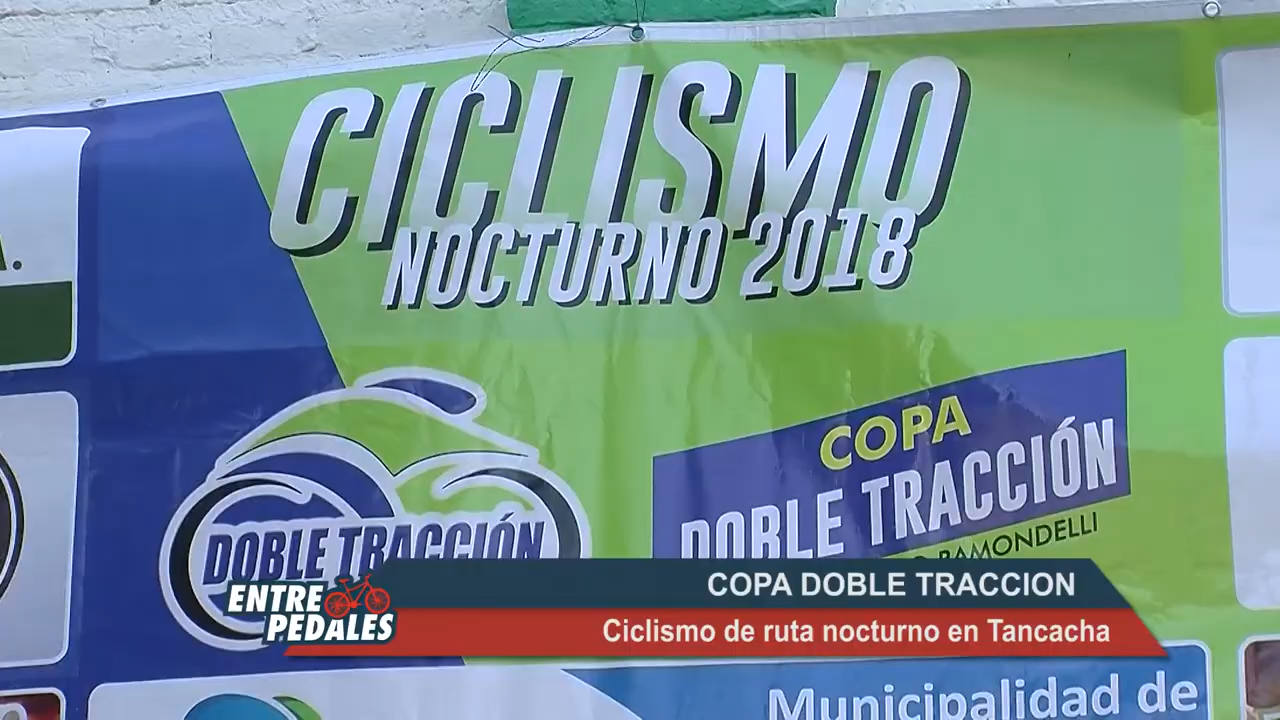 CICLISMO
NOCTURNO 2018
COPA
DOBLE TRACCIÓN
DOBLE TRACCIÓN
RAMONDELLI
ENTRE
PEDALES
COPA DOBLE TRACCION
Ciclismo de ruta nocturno en Tancacha
Municipalidad de